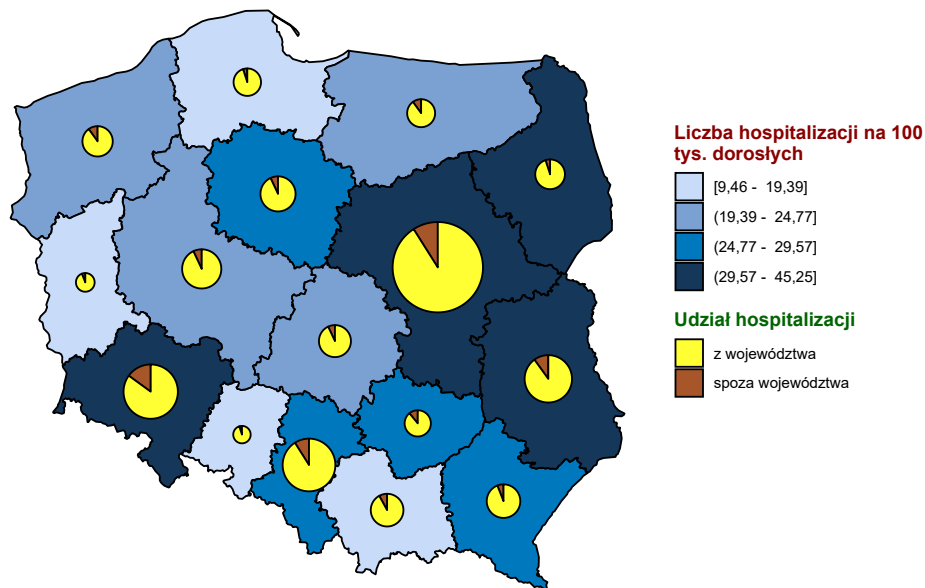 Liczba hospitalizacji na 100
tys. dorosłych
[9,46 - 19,39]
(19,39 - 24,77]
(24,77 - 29,57]
(29,57 - 45,25]
Udział hospitalizacji
z województwa
spoza województwa